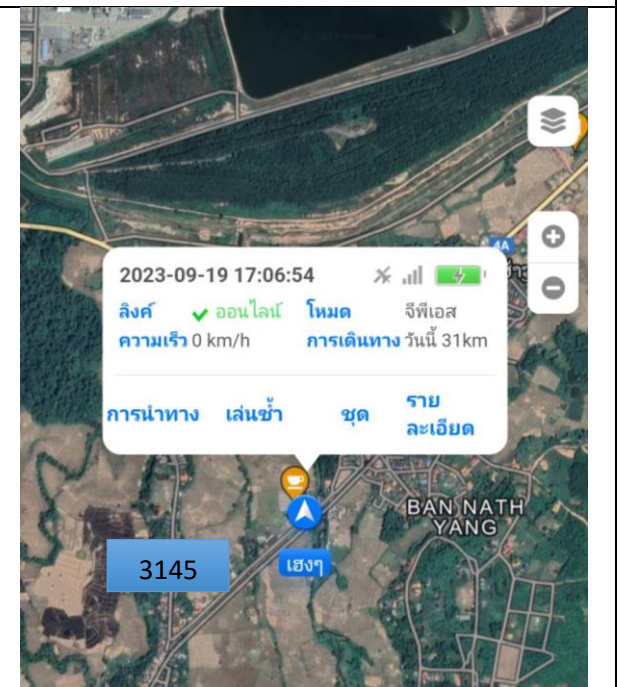 4A
2023-09-19 17:06:54
ลิงค์ ออนไลน์ โหมด จีพีเอส
ความเร็ว 0 km/h การเดินทาง วันนี้ 31km
การนำทาง เล่นซ้ำ ชุด ราย
ละเอียด
BAN NATH
YANG
3145
เฮงๆ